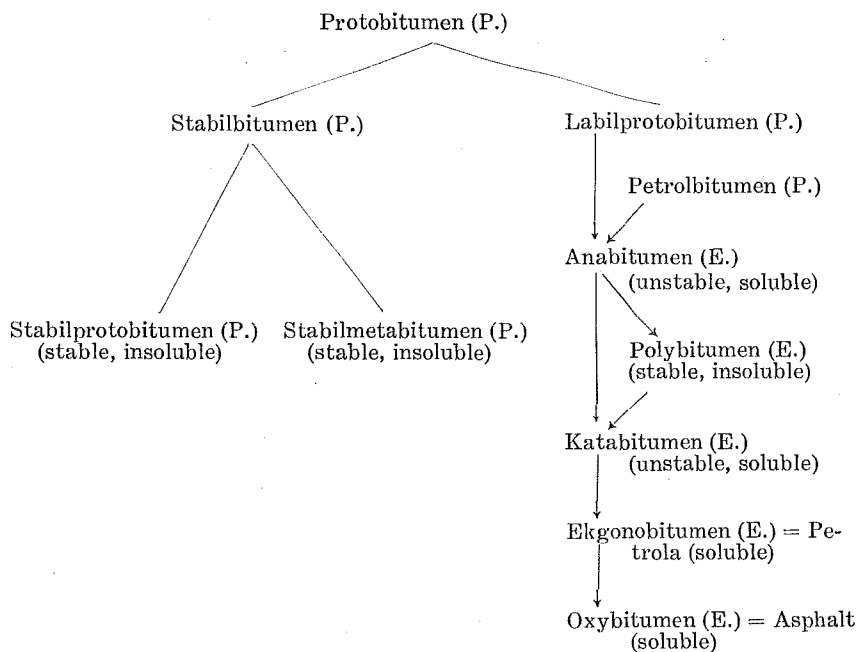 Protobitumen (P.)
Stabilbitumen (P.)
Labilprotobitumen (P.)
Petrolbitumen (P.)
Anabitumen (E.)
(unstable, soluble)
Stabilprotobitumen (P.)
(stable, insoluble)
Stabilmetabitumen (P.)
(stable, insoluble)
Polybitumen (E.)
(stable, insoluble)
Katabitumen (E.)
(unstable, soluble)
Ekgonobitumen (E.) = Pe-
trola (soluble)
Oxybitumen (E.) = Asphalt
(soluble)